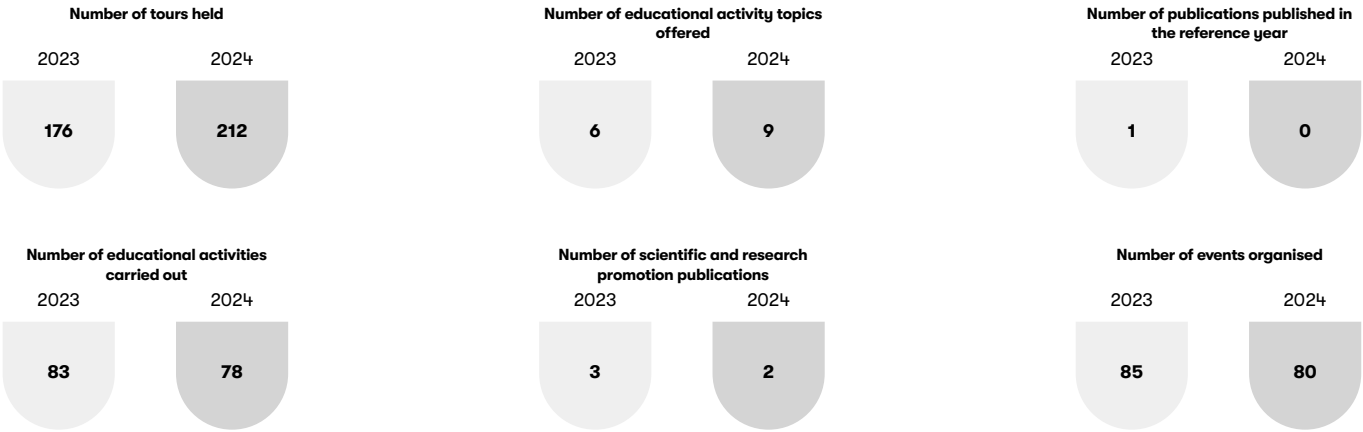 Number of tours held
2023
2024
176
212
Number of educational activity topics
offered
2023
2024
6
9
Number of publications published in
the reference year
2023
2024
1
0
Number of educational activities
carried out
2023
2024
83
78
Number of scientific and research
promotion publications
2023
2024
3
2
Number of events organised
2023
2024
85
80